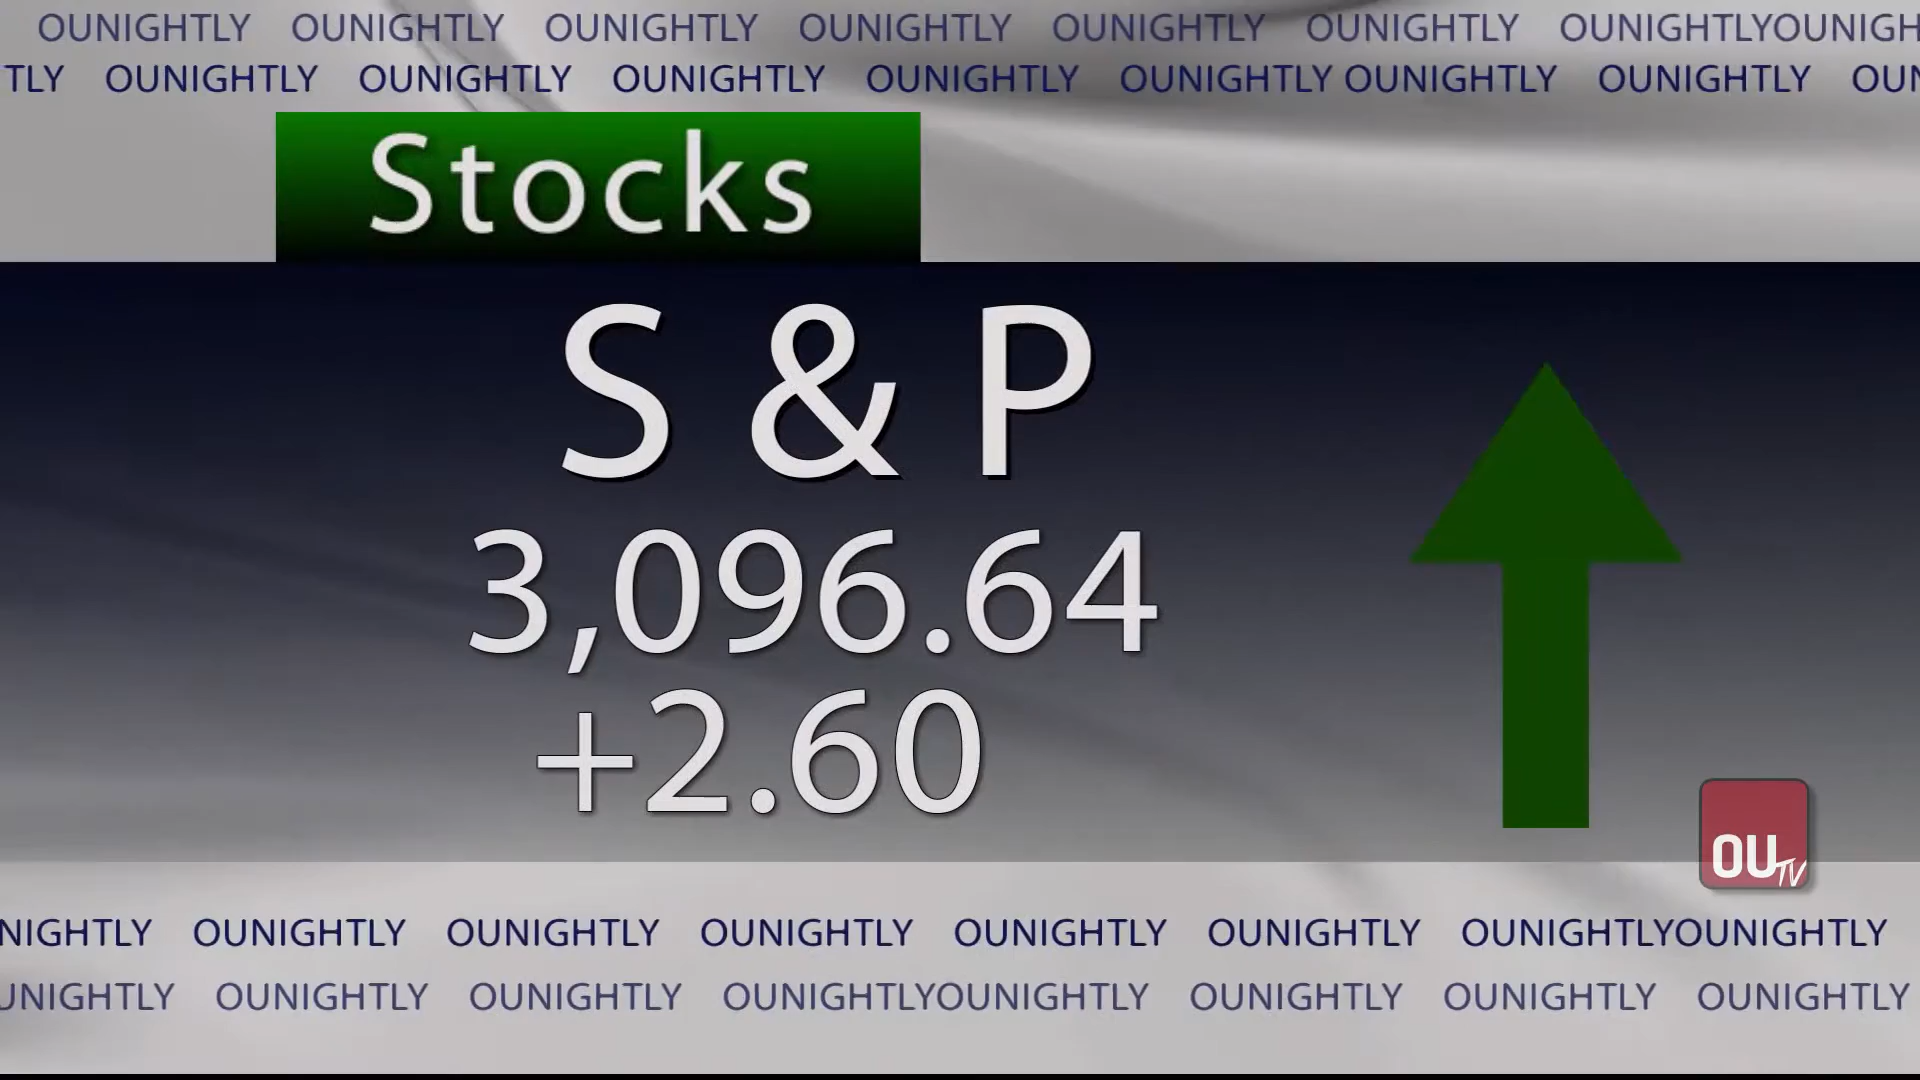 OUNIGHTLY OUNIGHTLY OUNIGHTLY OUNIGHTLY OUNIGHTLY OUNIGHTLY OUNIGHTLYOUNIGH
TLY OUNIGHTLY OUNIGHTLY OUNIGHTLY OUNIGHTLY OUNIGHTLY OUNIGHTLY OUNIGHTLY OUN
Stocks
S & P
3,096.64
+2.60
OUTV
NIGHTLY OUNIGHTLY OUNIGHTLY OUNIGHTLY OUNIGHTLY OUNIGHTLY OUNIGHTLYOUNIGHTLY
UNIGHTLY OUNIGHTLY OUNIGHTLY OUNIGHTLYOUNIGHTLY OUNIGHTLY OUNIGHTLY OUNIGHTLY